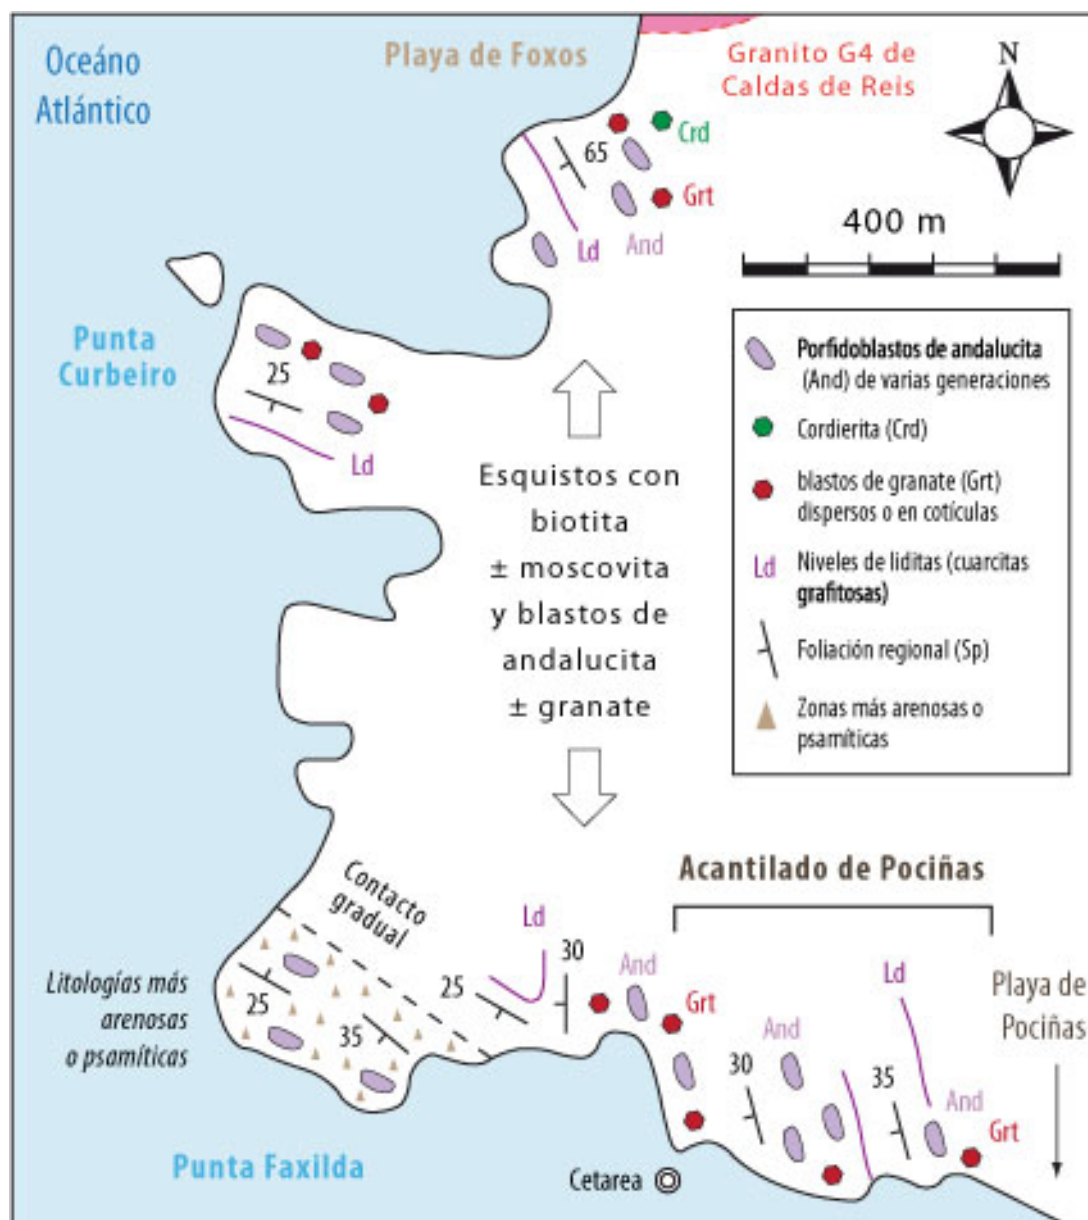 Oceáno
Atlántico
Playa de Foxos
Granito G4 de
Caldas de Reis
N
65
Crd
Grt
Ld
And
400 m
Punta
Curbeiro
25
Ld
Porfidoblastos de andalucita
(And) de varias generaciones
Cordierita (Crd)
blastos de granate (Grt)
dispersos o en cotículas
Ld
Niveles de liditas (cuarcitas
grafitosas)
Foliación regional (Sp)
Zonas más arenosas o
psamíticas
Esquistos con
biotita
± moscovita
y blastos de
andalucita
± granate
Acantilado de Pociñas
Contacto
gradual
Ld
30
And
25
Grt
Ld
Playa de
Pociñas
Litologías más
arenosas
o psamíticas
25
35
And
30
35
And
Grt
Punta Faxilda
Cetarea